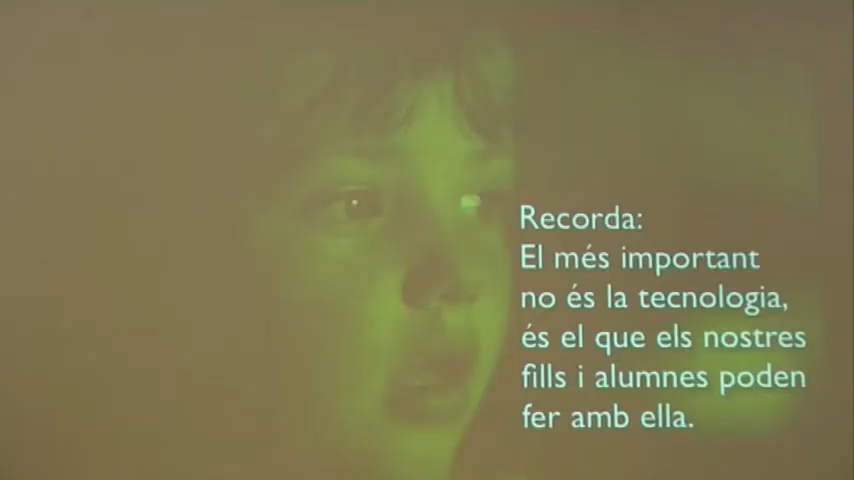 Recorda:
El més important
no és la tecnologia,
és el que els nostres
fills i alumnes poden
fer amb ella.